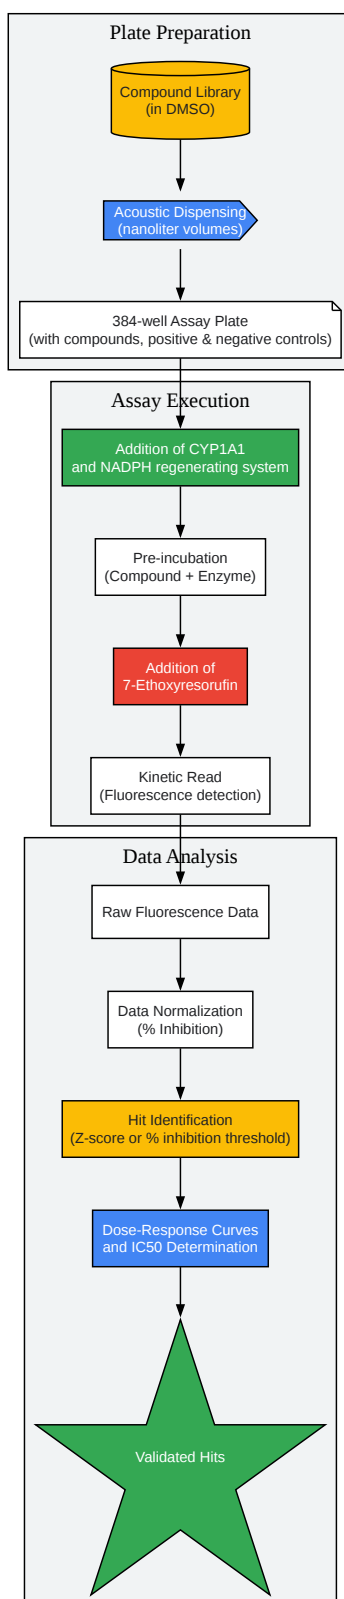 Plate Preparation
Compound Library
(in DMSO)
Acoustic Dispensing
(nanoliter volumes)
384-well Assay Plate
(with compounds, positive & negative controls)
Assay Execution
Addition of CYP1A1
and NADPH regenerating system
Pre-incubation
(Compound + Enzyme)
Addition of
7-Ethoxyresorufin
Kinetic Read
(Fluorescence detection)
Data Analysis
Raw Fluorescence Data
Data Normalization
(% Inhibition)
Hit Identification
(Z-score or % inhibition threshold)
Dose-Response Curves
and IC50 Determination
Validated Hits